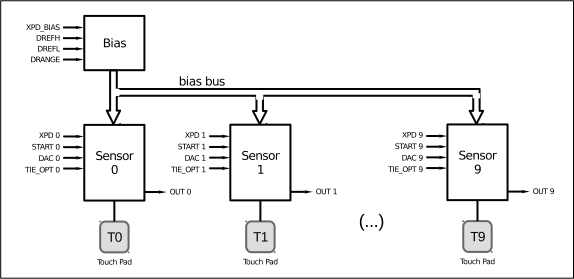 XPD_BIAS
DREFH
DREFL
DRANGE
Bias
bias bus
XPD 0
START 0
DAC 0
TIE_OPT 0
Sensor
0
OUT 0
XPD 1
START 1
DAC 1
TIE_OPT 1
Sensor
1
OUT 1
XPD 9
START 9
DAC 9
TIE_OPT 9
Sensor
9
OUT 9
(...)
T0
Touch Pad
T1
Touch Pad
T9
Touch Pad